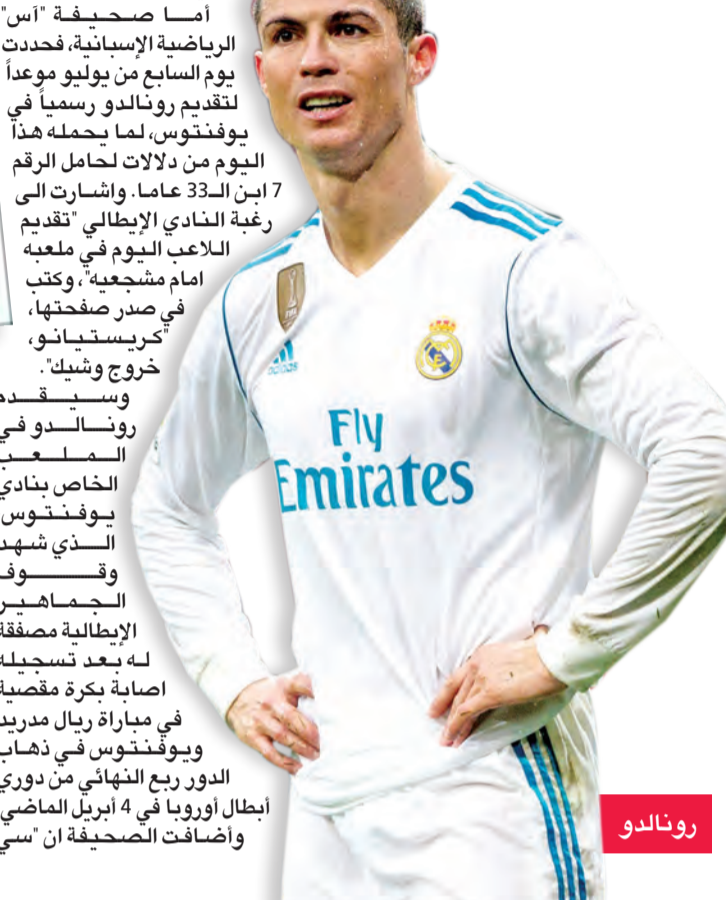 أما صحيفة "آس"
الرياضية الإسبانية، فحددت
يوم السابع من يوليو موعداً
لتقديم رونالدو رسمياً في
يوفنتوس، لما يحمله هذا
اليوم من دلالات لحامل الرقم
7 ابن الـ33 عاما. واشارت الى
رغبة النادي الإيطالي "تقديم
اللاعب اليوم في ملعبه
امام مشجعيه"، وكتب
في صدر صفحتها،
"كريستيانو،
خروج وشيك".
وسيقدم
رونالدو في
الملعب
الخاص بنادي
يوفنتوس
الذي شهد
وقوف
الجماهير
الإيطالية مصفقة
له بعد تسجيله
اصابة بكرة مقصية
في مباراة ريال مدريد
ويوفنتوس في ذهاب
الدور ربع النهائي من دوري
أبطال أوروبا في 4 أبريل الماضي
وأضافت الصحيفة ان "سي
FIFA
adidas
Fly
Emirates
رونالدو